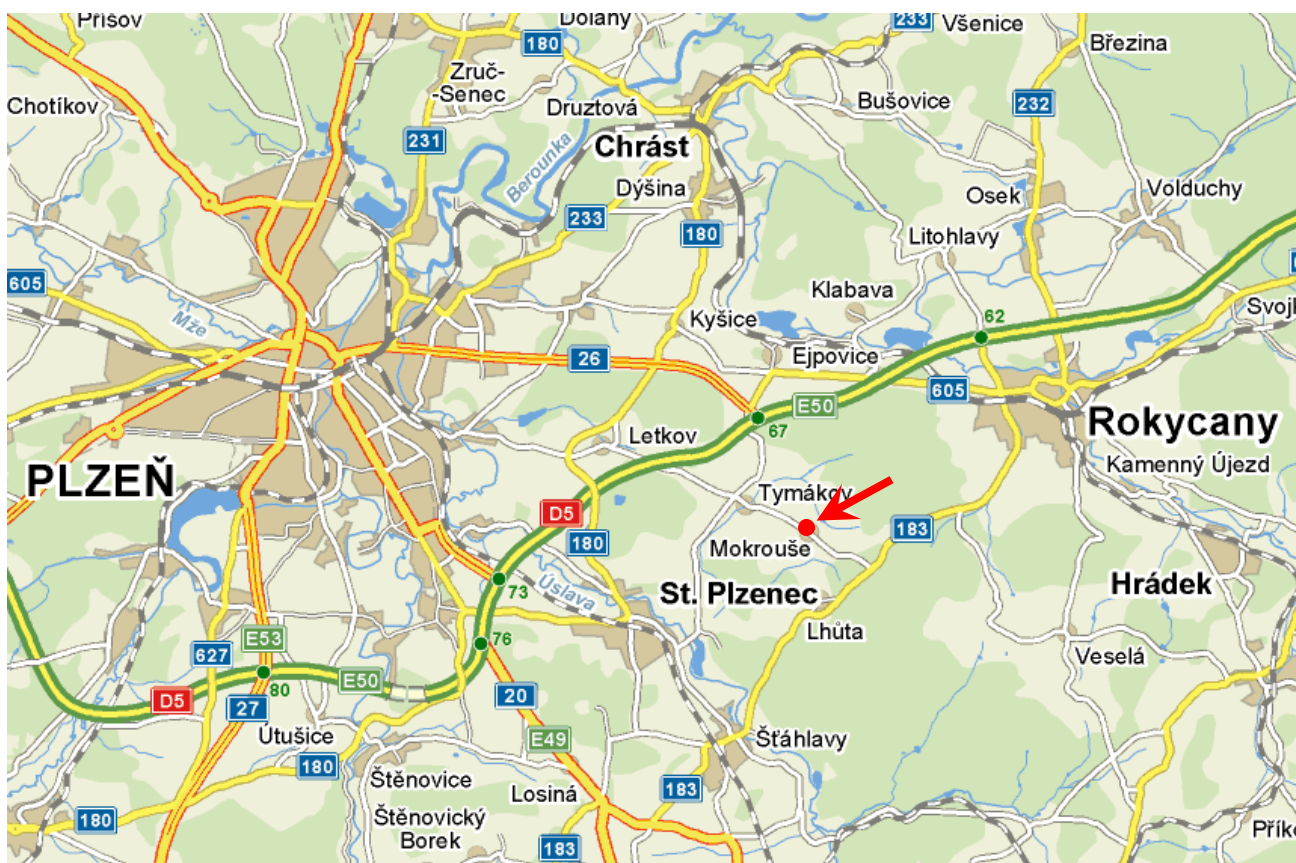 Příšov
Dolany
233
Všenice
180
Březina
Zruč-
-Senec
Chotíkov
Druztová
Bušovice
232
231
Chrást
Berounka
Dýšina
Osek
Volduchy
233
180
Litohlavy
605
Klabava
Mže
Kyšice
62
Svojk
26
Ejpovice
605
E50
67
Rokycany
Letkov
Kamenný Újezd
PLZEŇ
Tymákov
D5
183
180
Mokrouše
Úslava
73
St. Plzenec
Hrádek
Lhůta
E53
76
627
Veselá
E50
80
D5
27
20
Útušice
E49
Šťáhlavy
180
Štěnovice
Losiná
183
180
Štěnovický
Borek
183
Příko